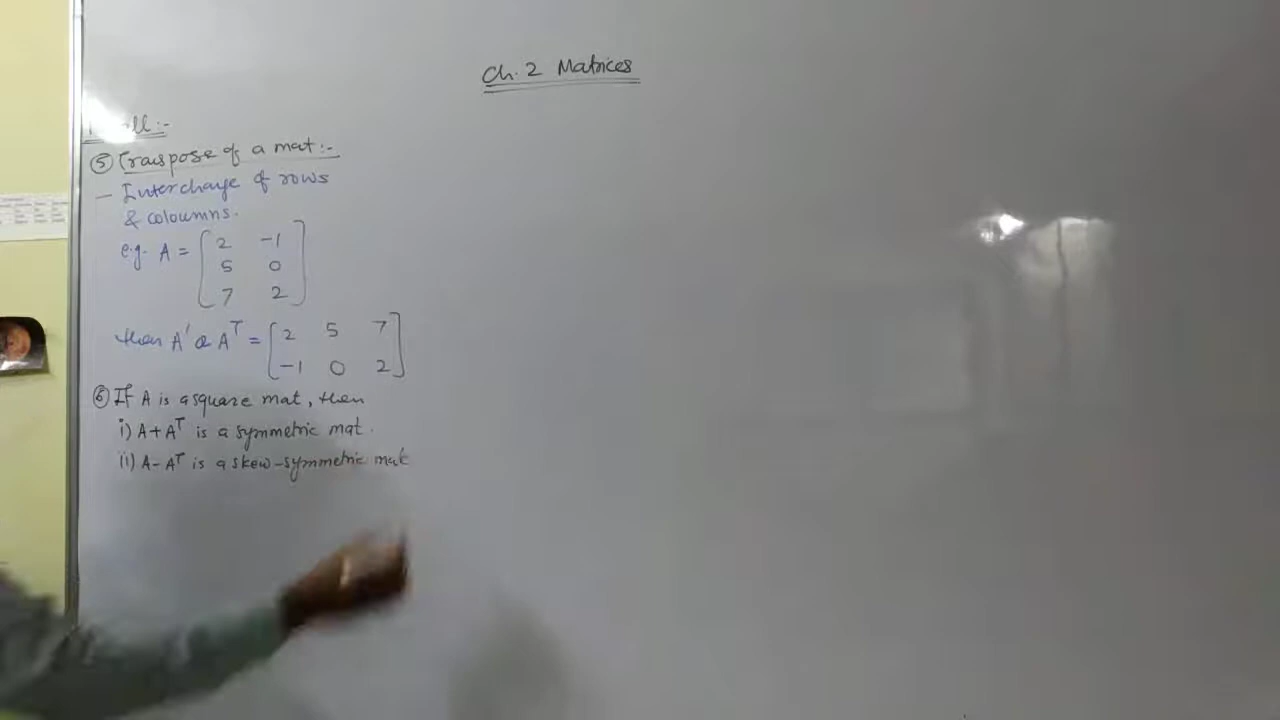 Ch. 2 Matrices
⑤ Transpose of a mat :-
- Interchange of rows
& coloumns.
e.g. A = [ 2 -1
5 0
7 2 ]
then A' or A^T = [ 2 5 7
-1 0 2 ]
⑥ If A is a square mat, then
i) A+A^T is a symmetric mat.
ii) A-A^T is a skew-symmetric mat